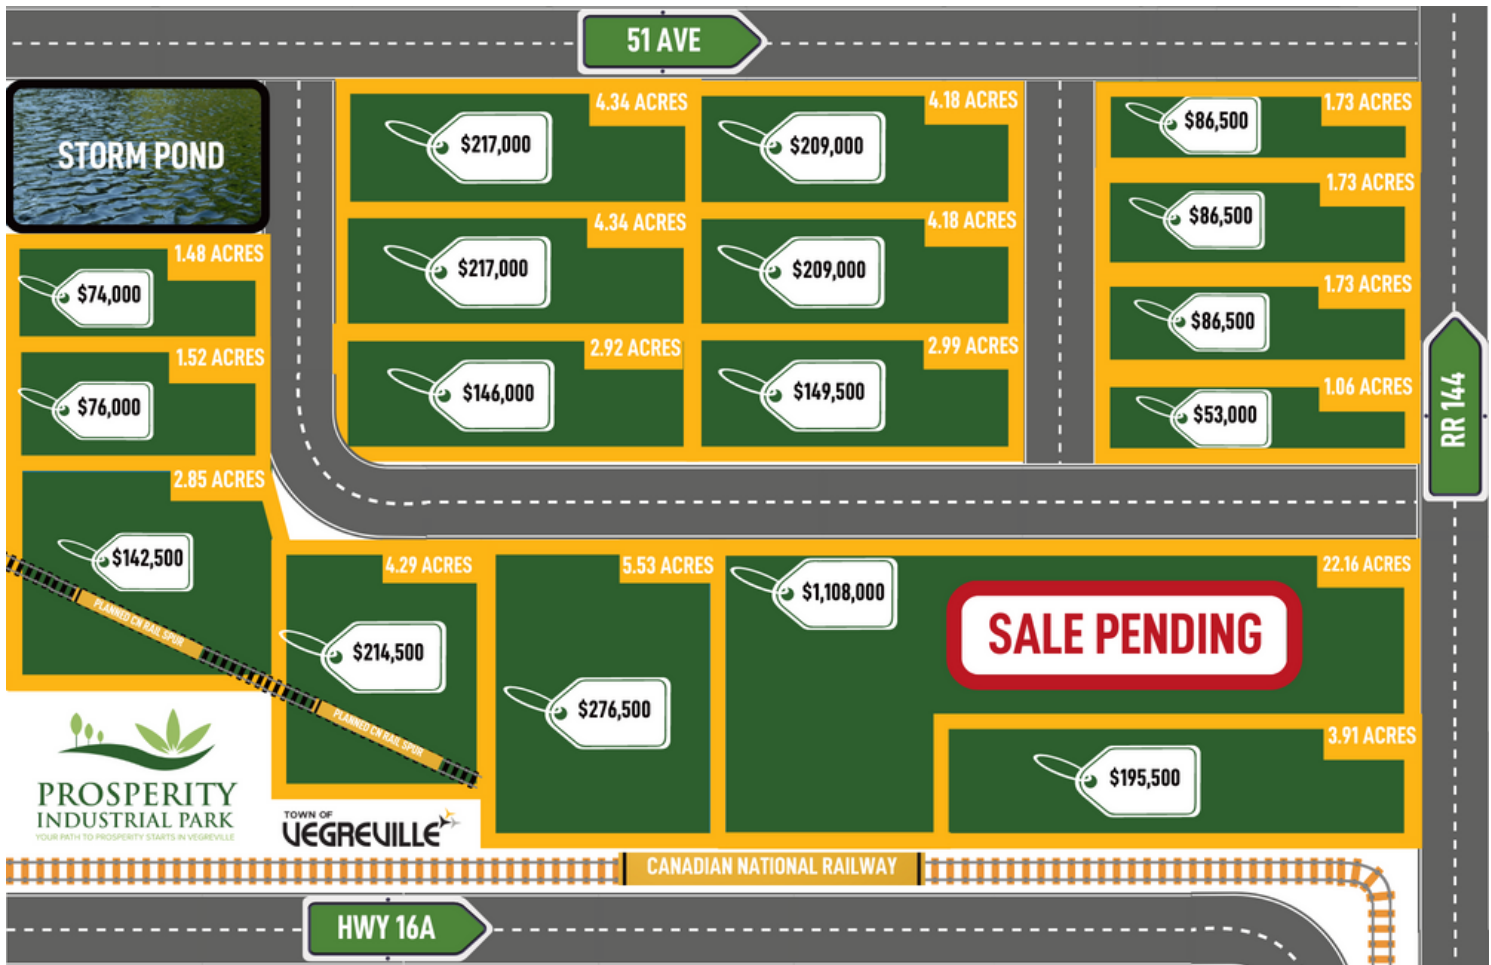 51 AVE
STORM POND
4.34 ACRES
$217,000
4.18 ACRES
$209,000
1.73 ACRES
$86,500
1.73 ACRES
$86,500
4.34 ACRES
$217,000
4.18 ACRES
$209,000
1.48 ACRES
$74,000
1.73 ACRES
$86,500
1.52 ACRES
$76,000
2.92 ACRES
$146,000
2.99 ACRES
$149,500
1.06 ACRES
$53,000
RR 144
2.85 ACRES
$142,500
PLANNED CN RAIL SPUR
4.29 ACRES
$214,500
PLANNED CN RAIL SPUR
5.53 ACRES
$276,500
22.16 ACRES
$1,108,000
SALE PENDING
3.91 ACRES
$195,500
PROSPERITY
INDUSTRIAL PARK
YOUR PATH TO PROSPERITY STARTS IN VEGREVILLE
TOWN OF
VEGREVILLE
CANADIAN NATIONAL RAILWAY
HWY 16A